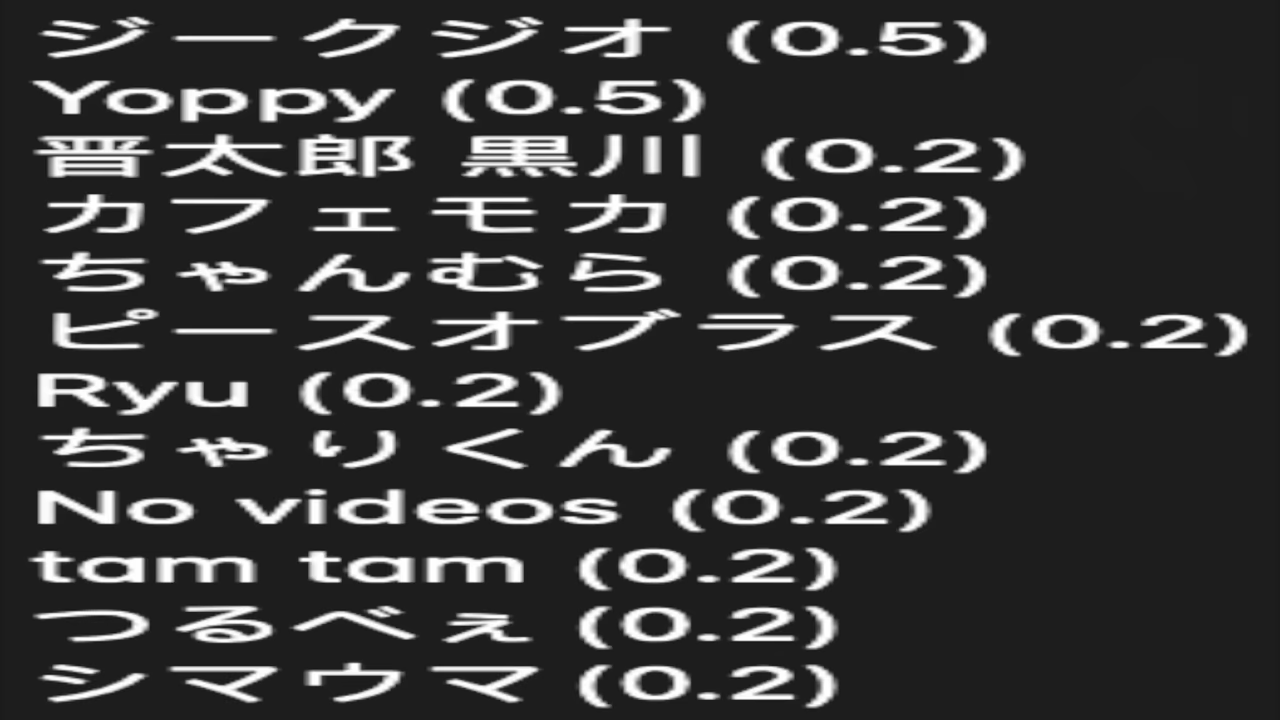 ジークジオ (0.5)
Yoppy (0.5)
晋太郎 黒川 (0.2)
カフェモカ (0.2)
ちゃんむら (0.2)
ピースオブラス (0.2)
Ryu (0.2)
ちゃりくん (0.2)
No videos (0.2)
tam tam (0.2)
つるべぇ (0.2)
シマウマ (0.2)